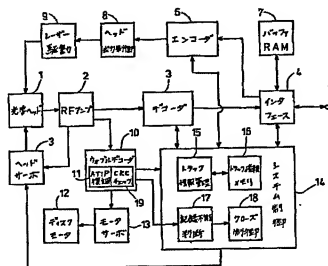 9
レーザー
駆動
8
ヘッド
5
エンコーダ
7
バッファ
RAM
1
光学ヘッド
2
RFアンプ
3
デコーダ
4
インタ
フェース
3
ヘッド
サーボ
10
ウォブルデコーダ
11
ATIP
CRC
チェック
19
12
ディスク
モータ
13
モータ
サーボ
15
トラック
情報管理
16
トラック情報
メモリ
17
記録不能
判断
18
クローズ
制御
システム制御
14